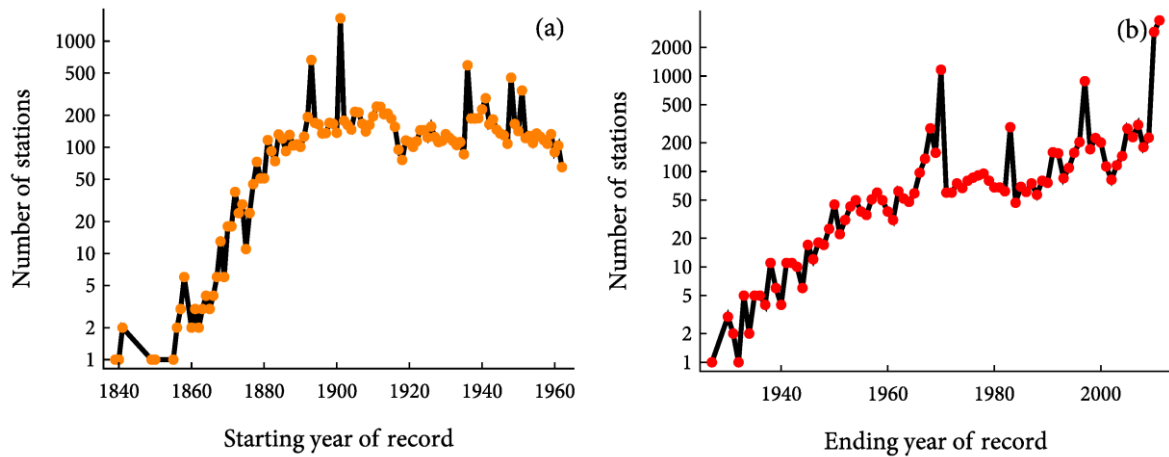 (a)
Number of stations
1000
500
200
100
50
20
10
5
2
1
1840 1860 1880 1900 1920 1940 1960
Starting year of record
(b)
Number of stations
2000
1000
500
200
100
50
20
10
5
2
1
1940 1960 1980 2000
Ending year of record